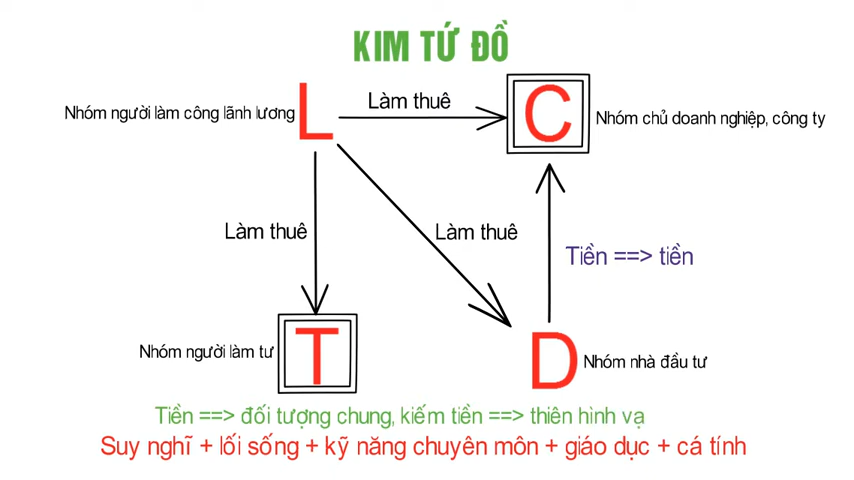 KIM TỨ ĐỒ
Nhóm người làm công lãnh lương
L
Làm thuê
C
Nhóm chủ doanh nghiệp, công ty
Làm thuê
Làm thuê
Tiền ==> tiền
Nhóm người làm tư
T
D
Nhóm nhà đầu tư
Tiền ==> đối tượng chung, kiếm tiền ==> thiên hình vạ
Suy nghĩ + lối sống + kỹ năng chuyên môn + giáo dục + cá tính